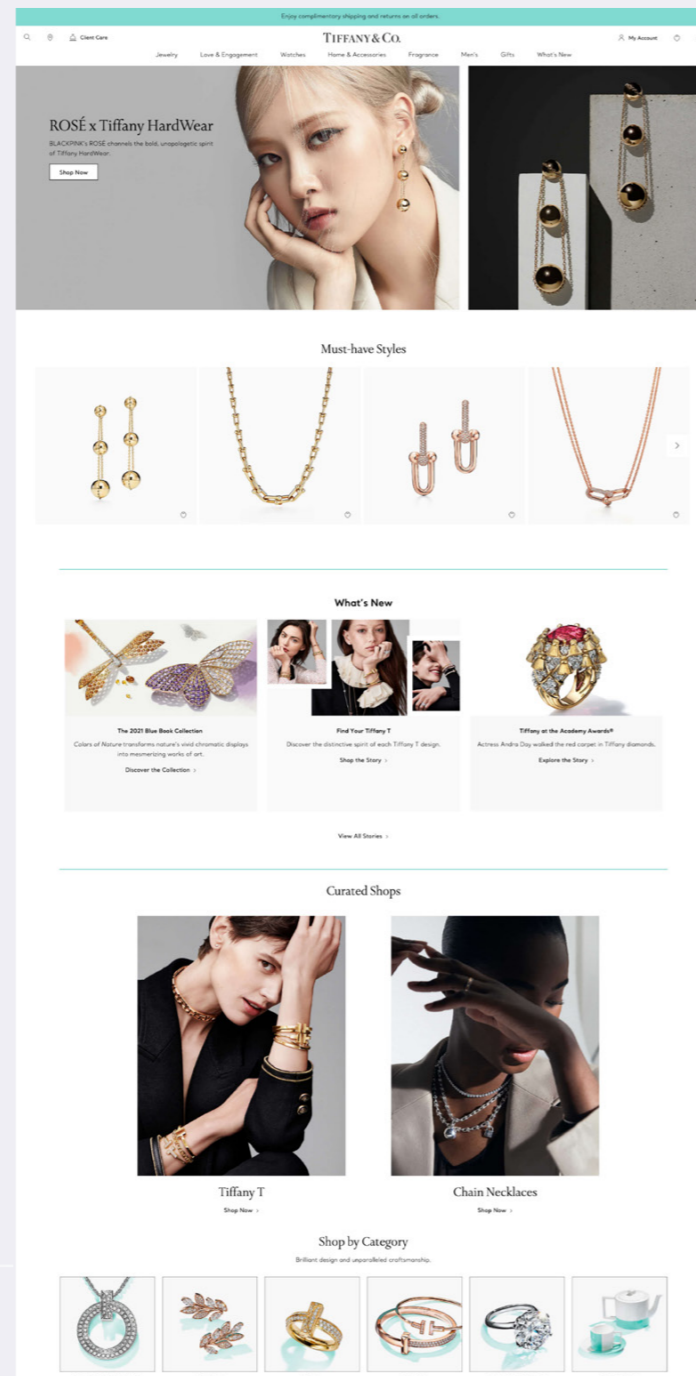 Enjoy complimentary shipping and returns on all orders.
Client Care
TIFFANY & CO.
My Account
Jewelry Love & Engagement Watches Home & Accessories Fragrance Men's Gifts What's New
ROSÉ x Tiffany HardWear
BLACKPINK's ROSÉ channels the bold, unapologetic spirit
of Tiffany HardWear.
Shop Now
Must-have Styles
What's New
The 2021 Blue Book Collection
Colors of Nature transforms nature's vivid chromatic displays
into mesmerizing works of art.
Discover the Collection >
Find Your Tiffany T
Discover the distinctive spirit of each Tiffany T design.
Shop the Story >
Tiffany at the Academy Awards®
Actress Andra Day walked the red carpet in Tiffany diamonds.
Explore the Story >
View All Stories >
Curated Shops
Tiffany T
Shop Now >
Chain Necklaces
Shop Now >
Shop by Category
Brilliant design and unparalleled craftsmanship.